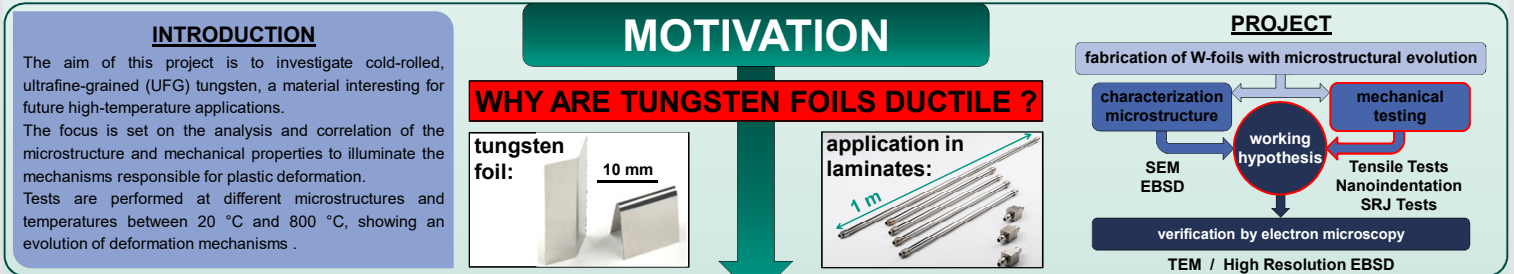 INTRODUCTION
The aim of this project is to investigate cold-rolled,
ultrafine-grained (UFG) tungsten, a material interesting for
future high-temperature applications.
The focus is set on the analysis and correlation of the
microstructure and mechanical properties to illuminate the
mechanisms responsible for plastic deformation.
Tests are performed at different microstructures and
temperatures between 20 °C and 800 °C, showing an
evolution of deformation mechanisms .
MOTIVATION
WHY ARE TUNGSTEN FOILS DUCTILE ?
tungsten
foil:
10 mm
application in
laminates:
1 m
PROJECT
fabrication of W-foils with microstructural evolution
characterization
microstructure
mechanical
testing
working
hypothesis
SEM
EBSD
Tensile Tests
Nanoindentation
SRJ Tests
verification by electron microscopy
TEM / High Resolution EBSD